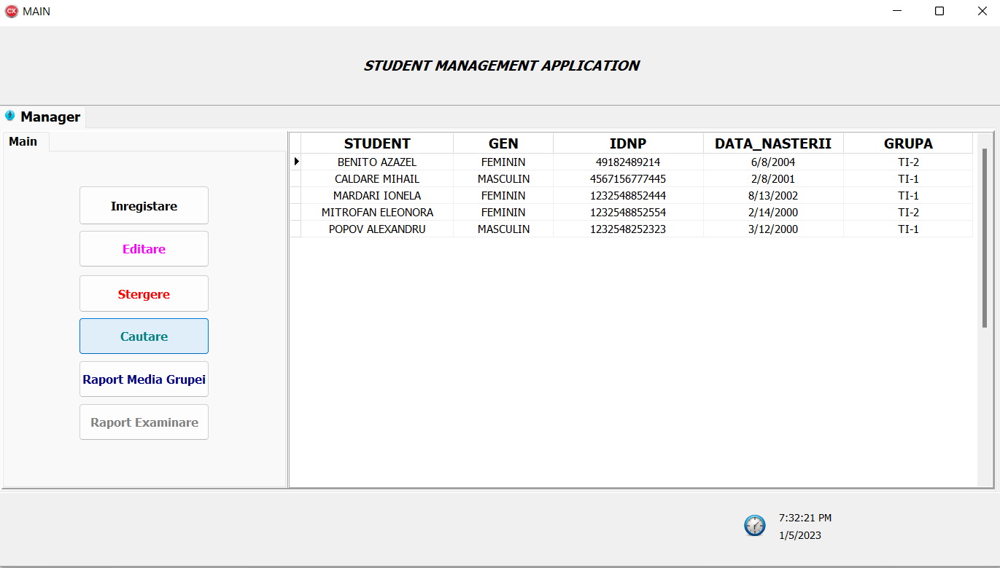 CX MAIN
STUDENT MANAGEMENT APPLICATION
Manager
Main
Inregistare
Editare
Stergere
Cautare
Raport Media Grupei
Raport Examinare
STUDENT GEN IDNP DATA_NASTERII GRUPA
BENITO AZAZEL FEMININ 49182489214 6/8/2004 TI-2
CALDARE MIHAIL MASCULIN 4567156777445 2/8/2001 TI-1
MARDARI IONELA FEMININ 1232548852444 8/13/2002 TI-1
MITROFAN ELEONORA FEMININ 1232548852554 2/14/2000 TI-2
POPOV ALEXANDRU MASCULIN 1232548252323 3/12/2000 TI-1
7:32:21 PM
1/5/2023